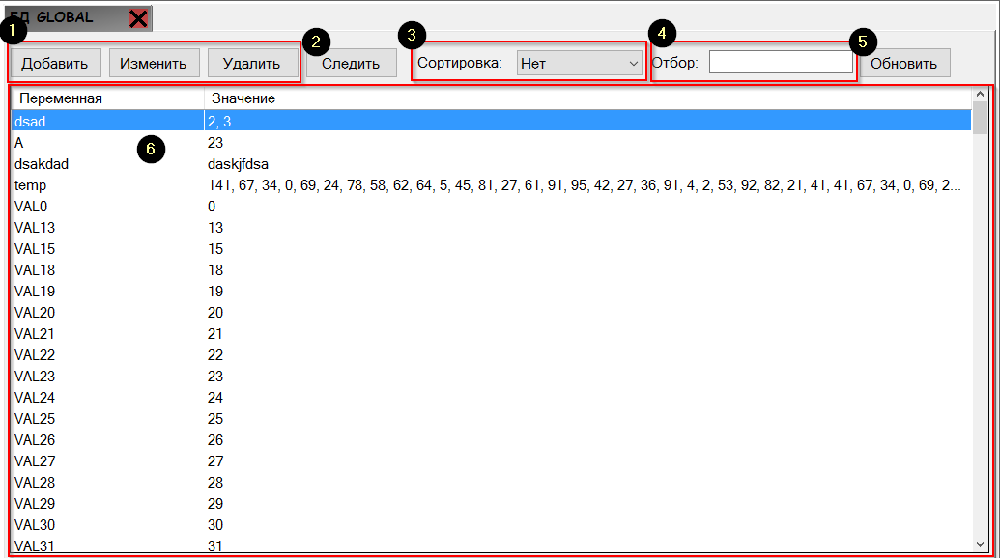 БД GLOBAL
1 2 3 4 5
Добавить Изменить Удалить Следить Сортировка: Нет Отбор: Обновить
Переменная Значение
dsad 2, 3
A 23
6
dsakdad daskjfdsa
temp 141, 67, 34, 0, 69, 24, 78, 58, 62, 64, 5, 45, 81, 27, 61, 91, 95, 42, 27, 36, 91, 4, 2, 53, 92, 82, 21, 41, 41, 67, 34, 0, 69, 2...
VAL0 0
VAL13 13
VAL15 15
VAL18 18
VAL19 19
VAL20 20
VAL21 21
VAL22 22
VAL23 23
VAL24 24
VAL25 25
VAL26 26
VAL27 27
VAL28 28
VAL29 29
VAL30 30
VAL31 31